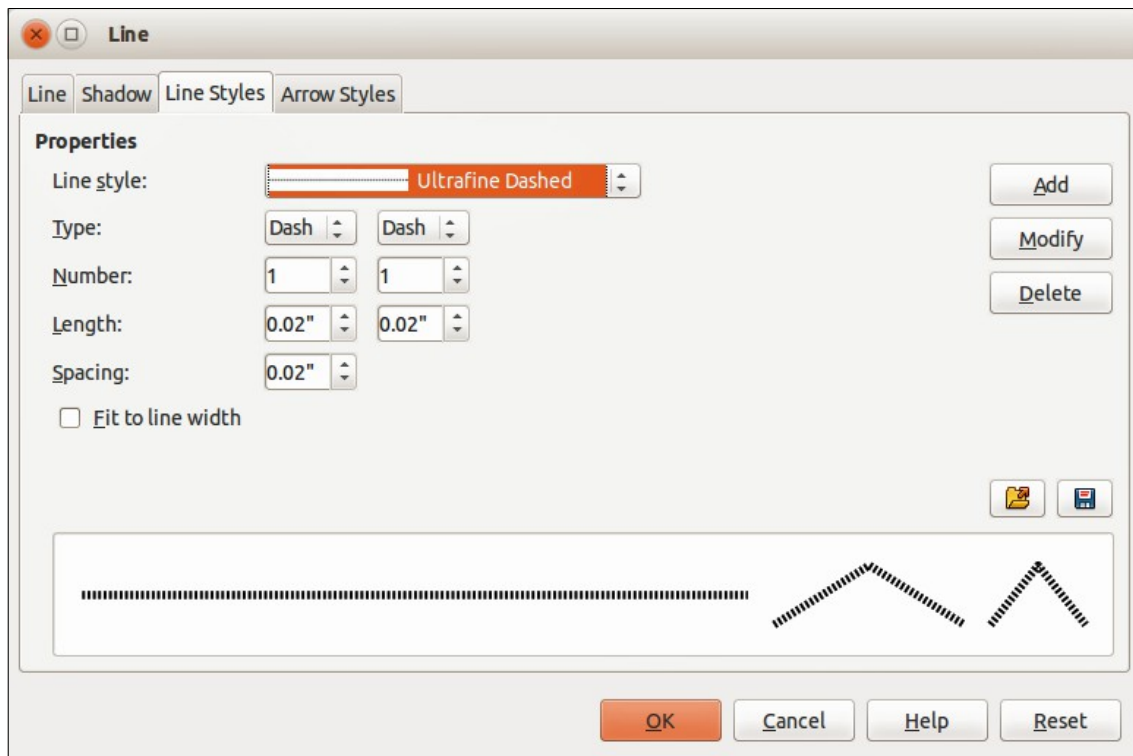 Line
Line Shadow Line Styles Arrow Styles
Properties
Line style: Ultrafine Dashed Add
Type: Dash Dash Modify
Number: 1 1 Delete
Length: 0.02" 0.02"
Spacing: 0.02"
Fit to line width
OK Cancel Help Reset